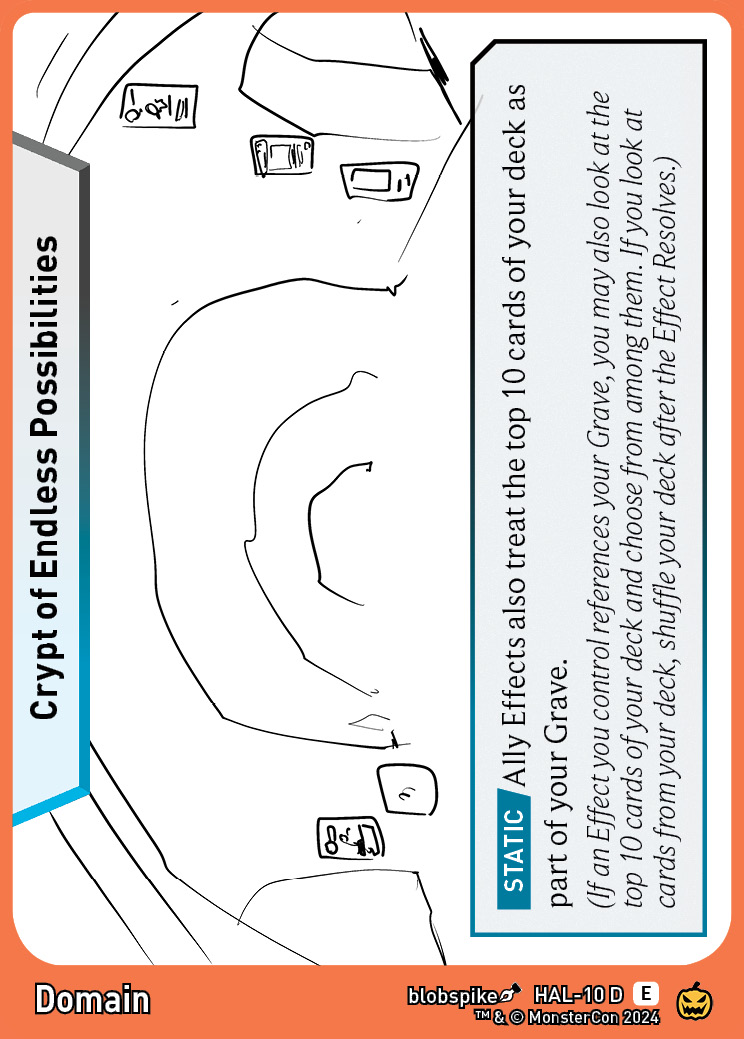 Crypt of Endless Possibilities
STATIC Ally Effects also treat the top 10 cards of your deck as
part of your Grave.
(If an Effect you control references your Grave, you may also look at the
top 10 cards of your deck and choose from among them. If you look at
cards from your deck, shuffle your deck after the Effect Resolves.)
Domain
blobspike HAL-10 D E
™ & © MonsterCon 2024